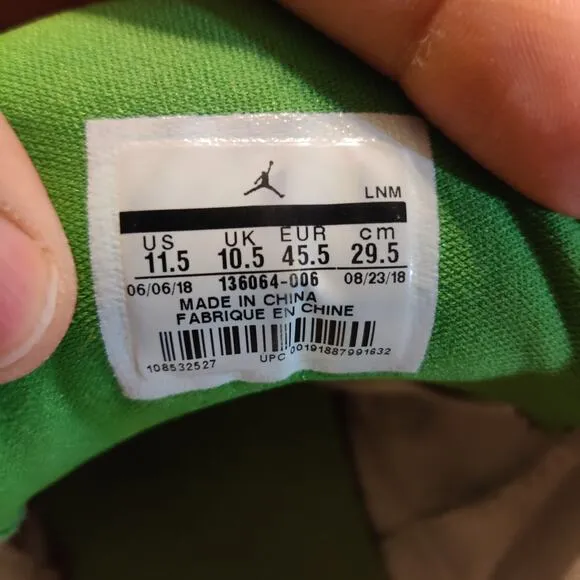 LNM
US UK EUR cm
11.5 10.5 45.5 29.5
06/06/18 136064-006 08/23/18
MADE IN CHINA
FABRIQUE EN CHINE
108532527 UPC 00191887991632